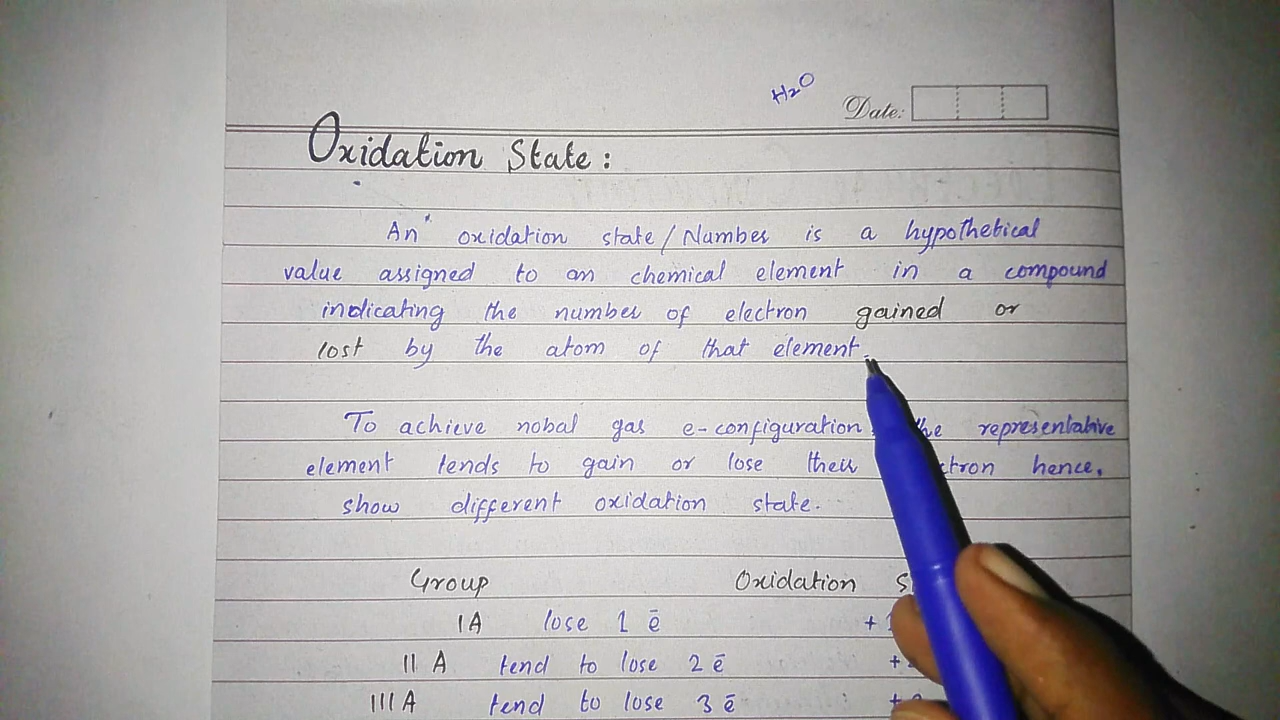 H2O
Date:
Oxidation State:
An oxidation state/Number is a hypothetical
value assigned to an chemical element in a compound
indicating the number of electron gained or
lost by the atom of that element.
To achieve nobal gas e-configuration the representative
element tends to gain or lose their hence,
show different oxidation state.
Group Oxidation
IA lose 1 ē
II A tend to lose 2 ē
III A tend to lose 3 ē